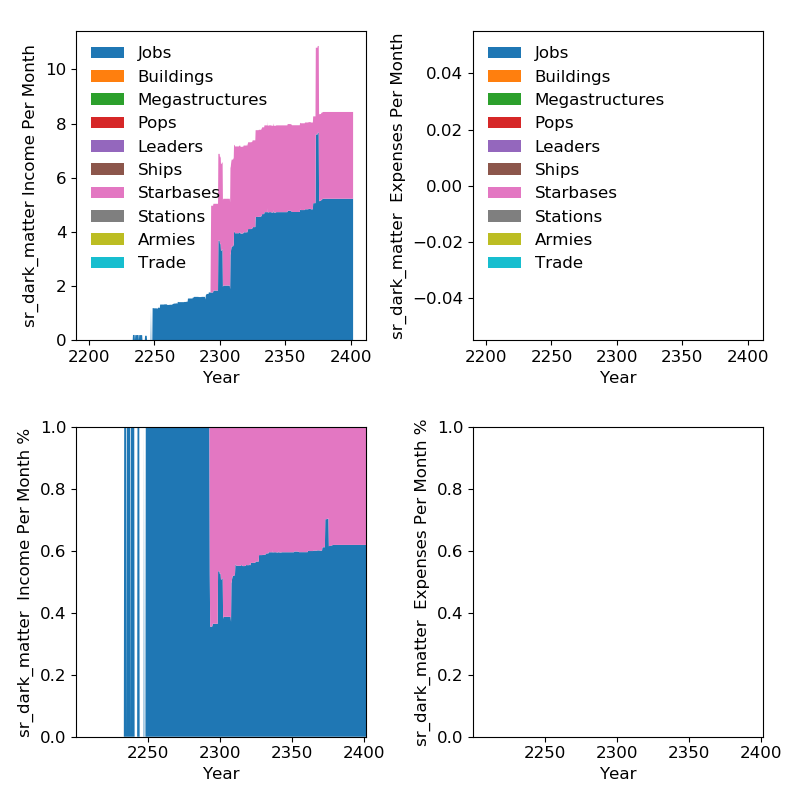 sr_dark_matter Income Per Month
10
8
6
4
2
0
Jobs
Buildings
Megastructures
Pops
Leaders
Ships
Starbases
Stations
Armies
Trade
2200 2250 2300 2350 2400
Year
sr_dark_matter  Expenses Per Month
0.04
0.02
0.00
−0.02
−0.04
Jobs
Buildings
Megastructures
Pops
Leaders
Ships
Starbases
Stations
Armies
Trade
2200 2250 2300 2350 2400
Year
sr_dark_matter  Income Per Month %
1.0
0.8
0.6
0.4
0.2
0.0
2250 2300 2350 2400
Year
sr_dark_matter  Expenses Per Month %
1.0
0.8
0.6
0.4
0.2
0.0
2250 2300 2350 2400
Year